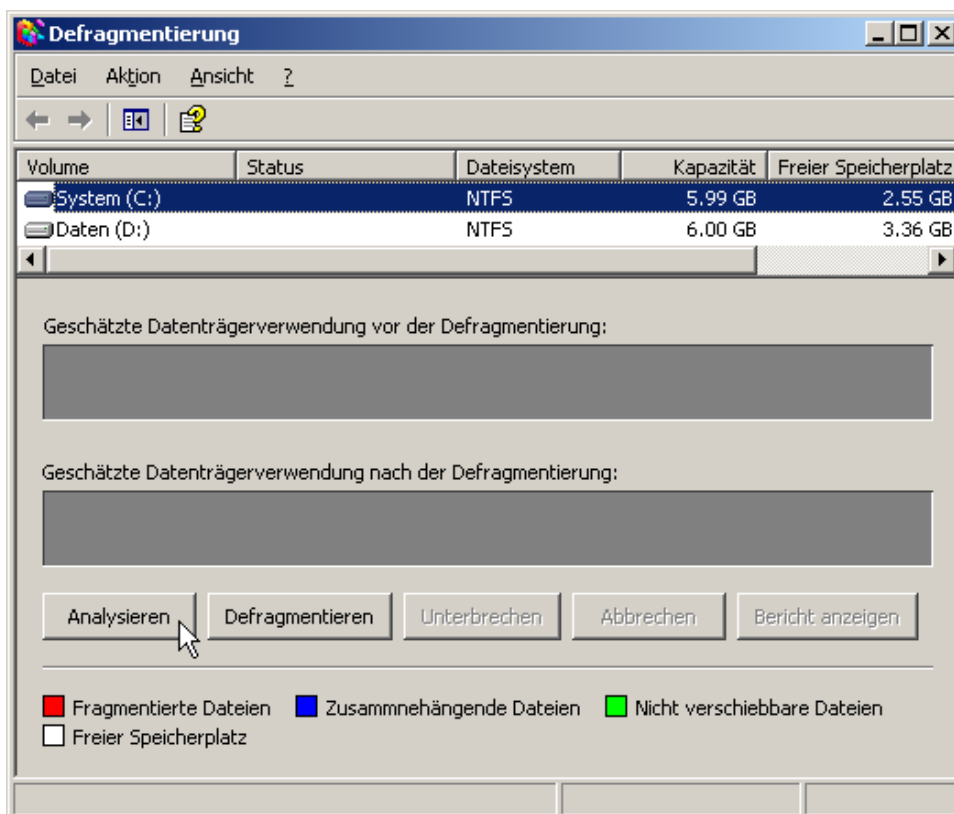 Defragmentierung
Datei Aktion Ansicht ?
Volume Status Dateisystem Kapazität Freier Speicherplatz
System (C:) NTFS 5.99 GB 2.55 GB
Daten (D:) NTFS 6.00 GB 3.36 GB
Geschätzte Datenträgerverwendung vor der Defragmentierung:
Geschätzte Datenträgerverwendung nach der Defragmentierung:
Analysieren Defragmentieren Unterbrechen Abbrechen Bericht anzeigen
Fragmentierte Dateien Zusammnehängende Dateien Nicht verschiebbare Dateien
Freier Speicherplatz